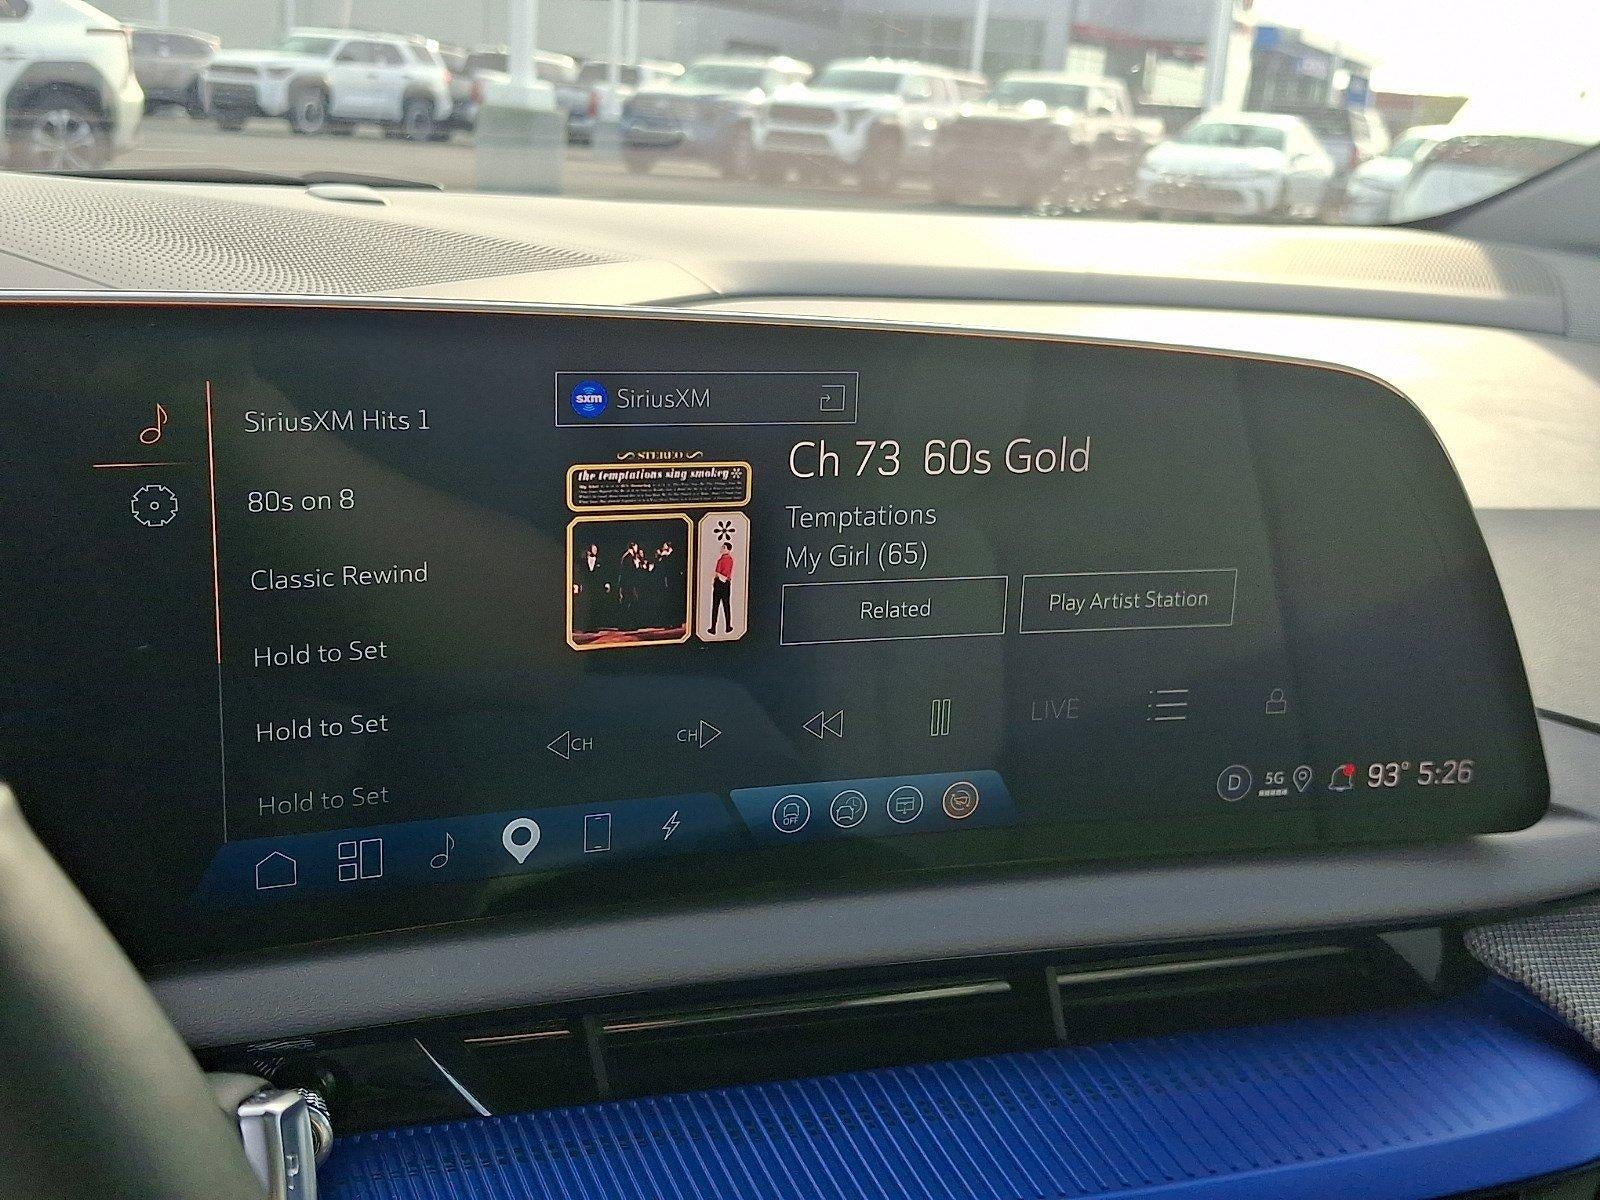 SiriusXM Hits 1
80s on 8
Classic Rewind
Hold to Set
Hold to Set
Hold to Set
sxm SiriusXM
STEREO
the temptations sing smokey
Ch 73 60s Gold
Temptations
My Girl (65)
Related
Play Artist Station
CH
CH
LIVE
OFF
D 5G 93° 5:26